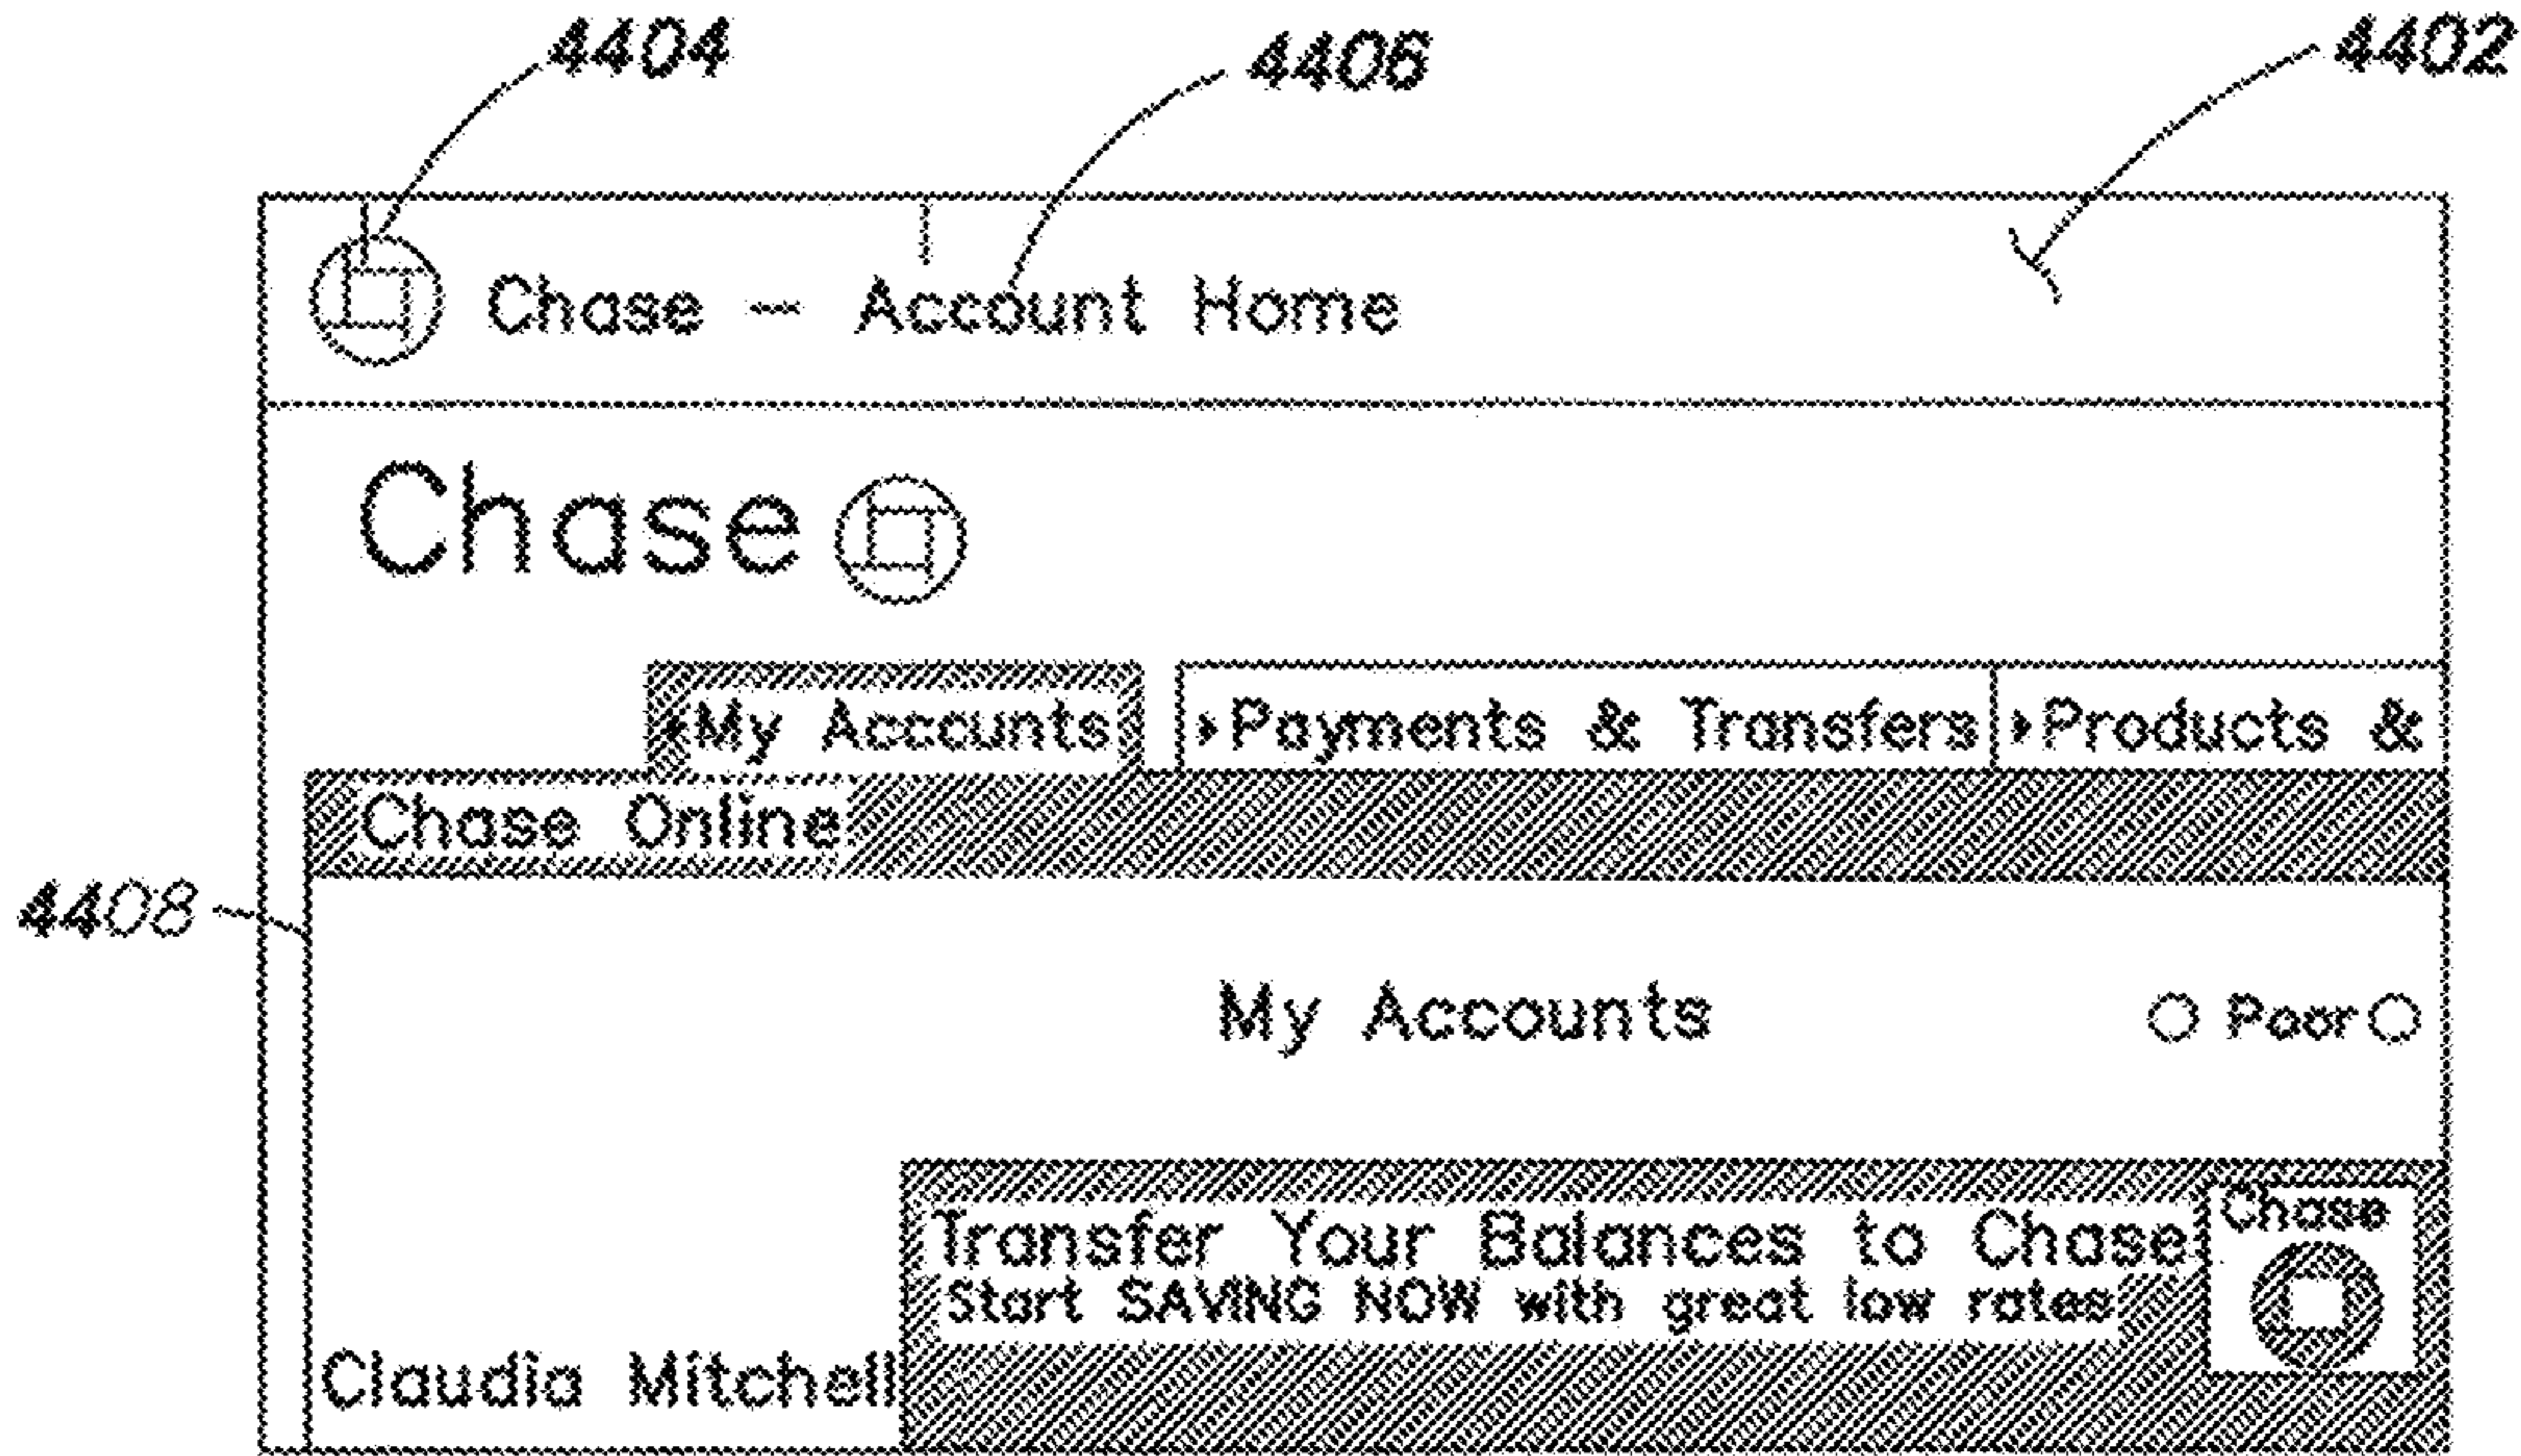 4404 4406 4402
Chase - Account Home
Chase
My Accounts Payments & Transfers Products &
Chase Online
4408
My Accounts Poor
Transfer Your Balances to Chase Chase
Start SAVING NOW with great low rates
Claudia Mitchell